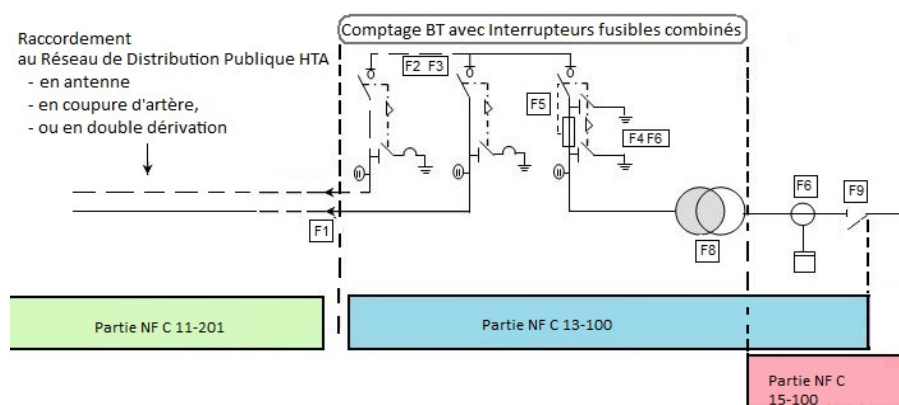 Comptage BT avec Interrupteurs fusibles combinés
Raccordement
au Réseau de Distribution Publique HTA
- en antenne
- en coupure d'artère,
- ou en double dérivation
F2 F3
F5
F4 F6
F6
F9
F1
F8
Partie NF C 11-201
Partie NF C 13-100
Partie NF C
15-100